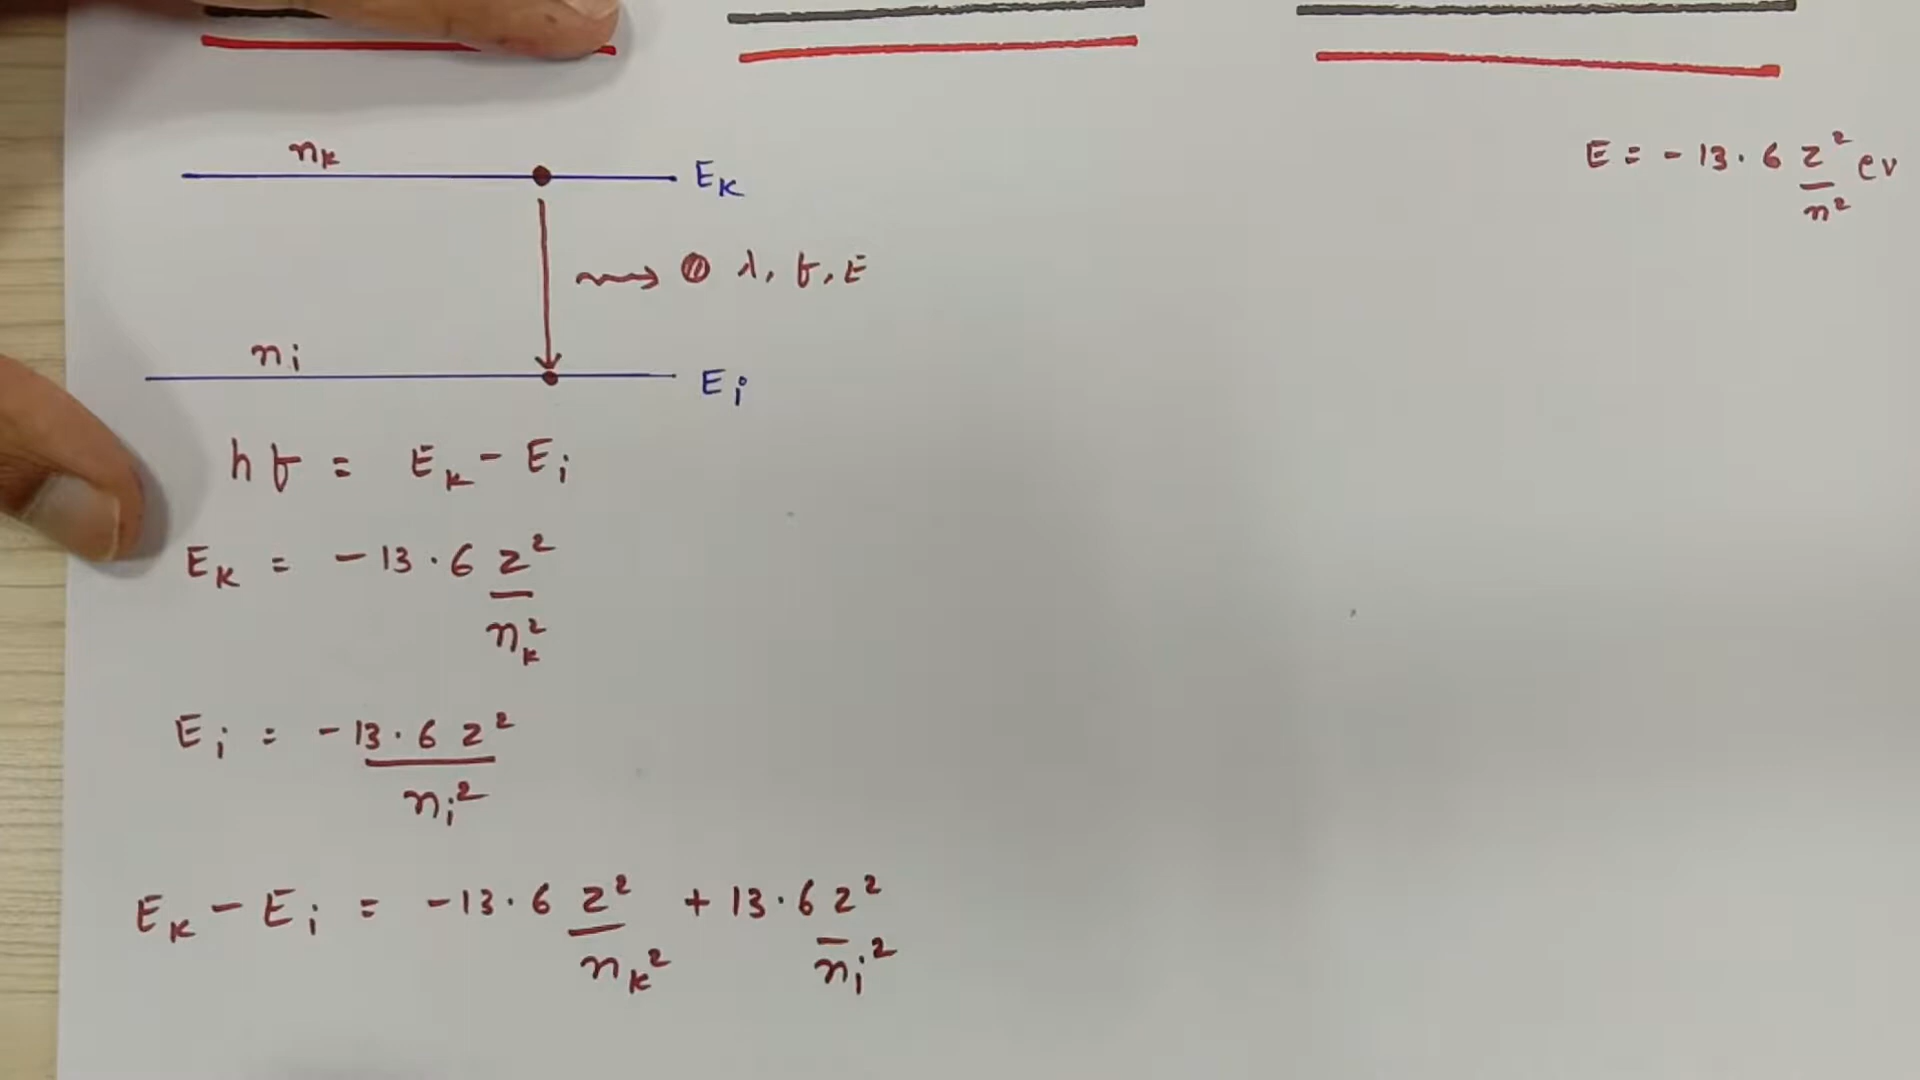 n_k
E_k
E = -13.6 z²/n² ev
λ, f, E
n_i
E_i
hf = E_k - E_i
E_k = -13.6 z²/n_k²
E_i = -13.6 z²/n_i²
E_k - E_i = -13.6 z²/n_k² + 13.6 z²/n_i²